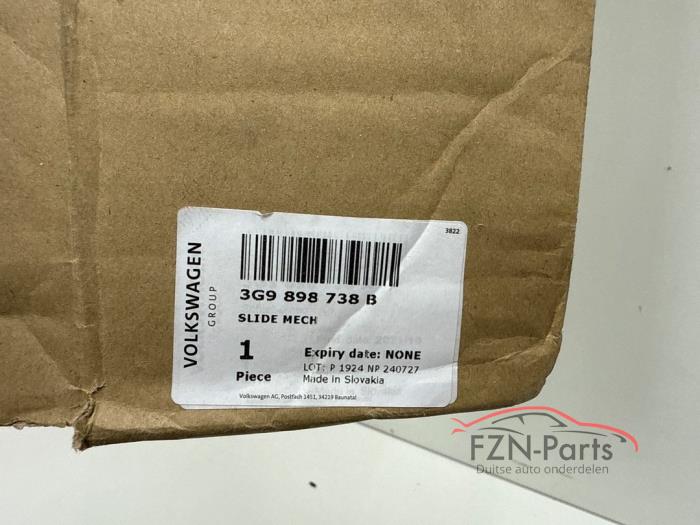 3822
VOLKSWAGEN
GROUP
3G9 898 738 B
SLIDE MECH
1
Piece
Expiry date: NONE
LOT: P 1924 NP 240727
Made in Slovakia
Volkswagen AG, Postfach 1451, 34219 Baunatal
FZN-Parts
Duitse auto onderdelen